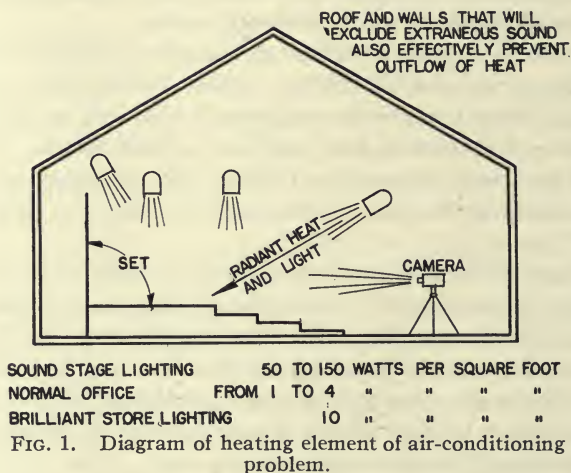 ROOF AND WALLS THAT WILL
EXCLUDE EXTRANEOUS SOUND
ALSO EFFECTIVELY PREVENT
OUTFLOW OF HEAT
RADIANT HEAT
AND LIGHT
SET
CAMERA
SOUND STAGE LIGHTING 50 TO 150 WATTS PER SQUARE FOOT
NORMAL OFFICE FROM 1 TO 4 " " " "
BRILLIANT STORE LIGHTING 10 " " " "
FIG. 1. Diagram of heating element of air-conditioning
problem.